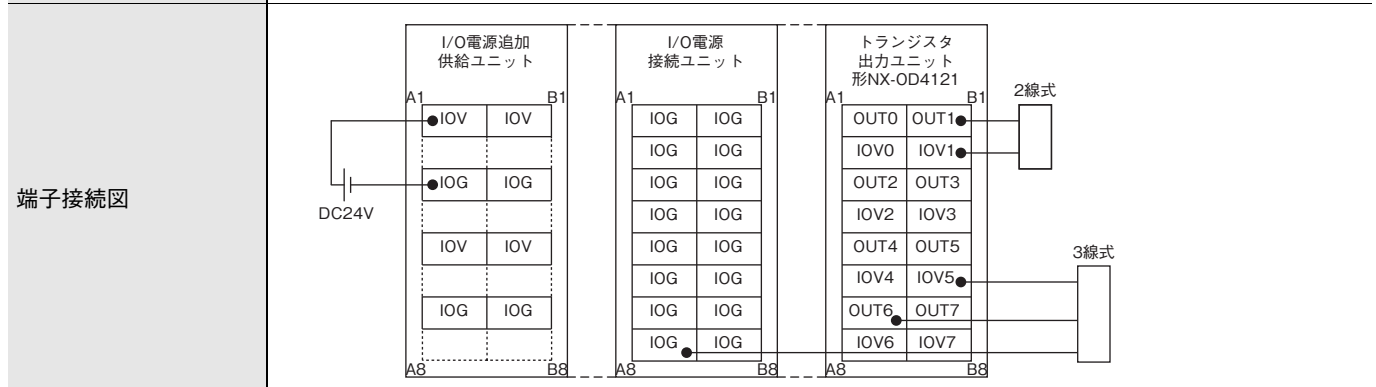 端子接続図
I/O電源追加
供給ユニット
A1 B1
IOV IOV
IOG IOG
IOV IOV
IOG IOG
A8 B8
DC24V
I/O電源
接続ユニット
A1 B1
IOG IOG
IOG IOG
IOG IOG
IOG IOG
IOG IOG
IOG IOG
IOG IOG
IOG IOG
A8 B8
トランジスタ
出力ユニット
形NX-OD4121
A1 B1
OUT0 OUT1
IOV0 IOV1
OUT2 OUT3
IOV2 IOV3
OUT4 OUT5
IOV4 IOV5
OUT6 OUT7
IOV6 IOV7
A8 B8
2線式
3線式